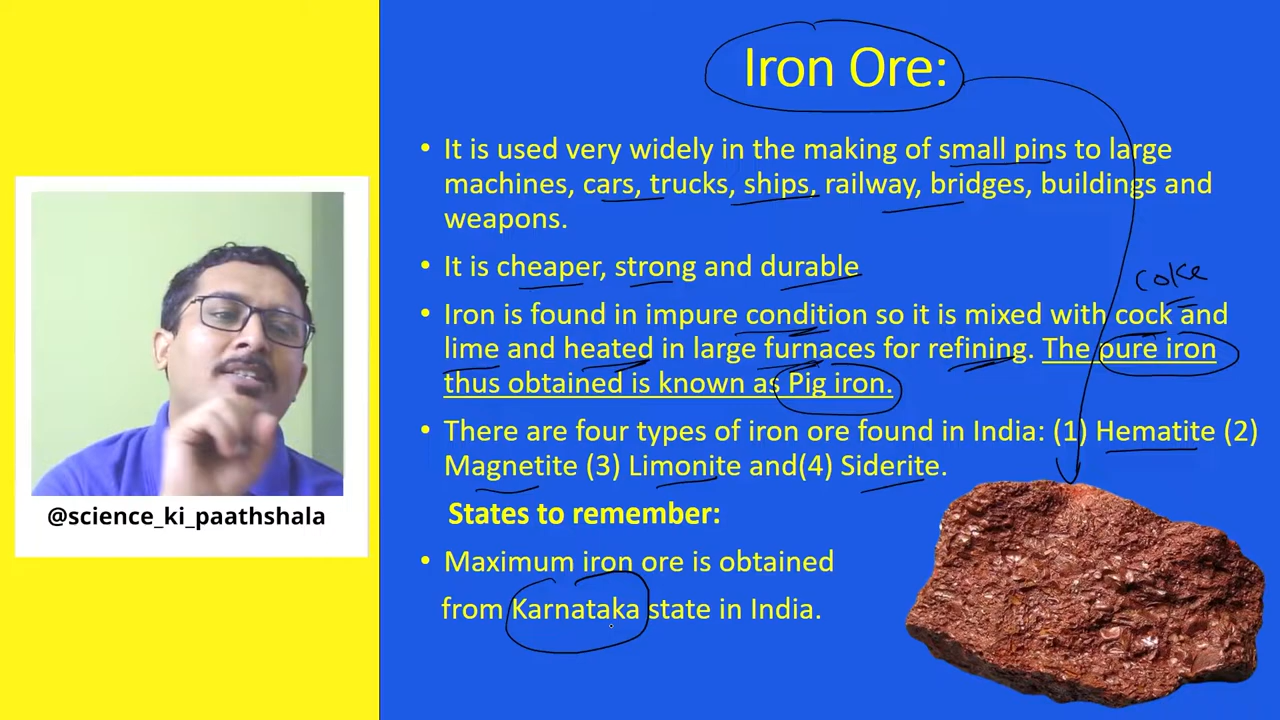 Iron Ore:
• It is used very widely in the making of small pins to large
machines, cars, trucks, ships, railway, bridges, buildings and
weapons.
• It is cheaper, strong and durable
coke
• Iron is found in impure condition so it is mixed with cock and
lime and heated in large furnaces for refining. The pure iron
thus obtained is known as Pig iron.
• There are four types of iron ore found in India: (1) Hematite (2)
Magnetite (3) Limonite and(4) Siderite.
States to remember:
• Maximum iron ore is obtained
from Karnataka state in India.
@science_ki_paathshala